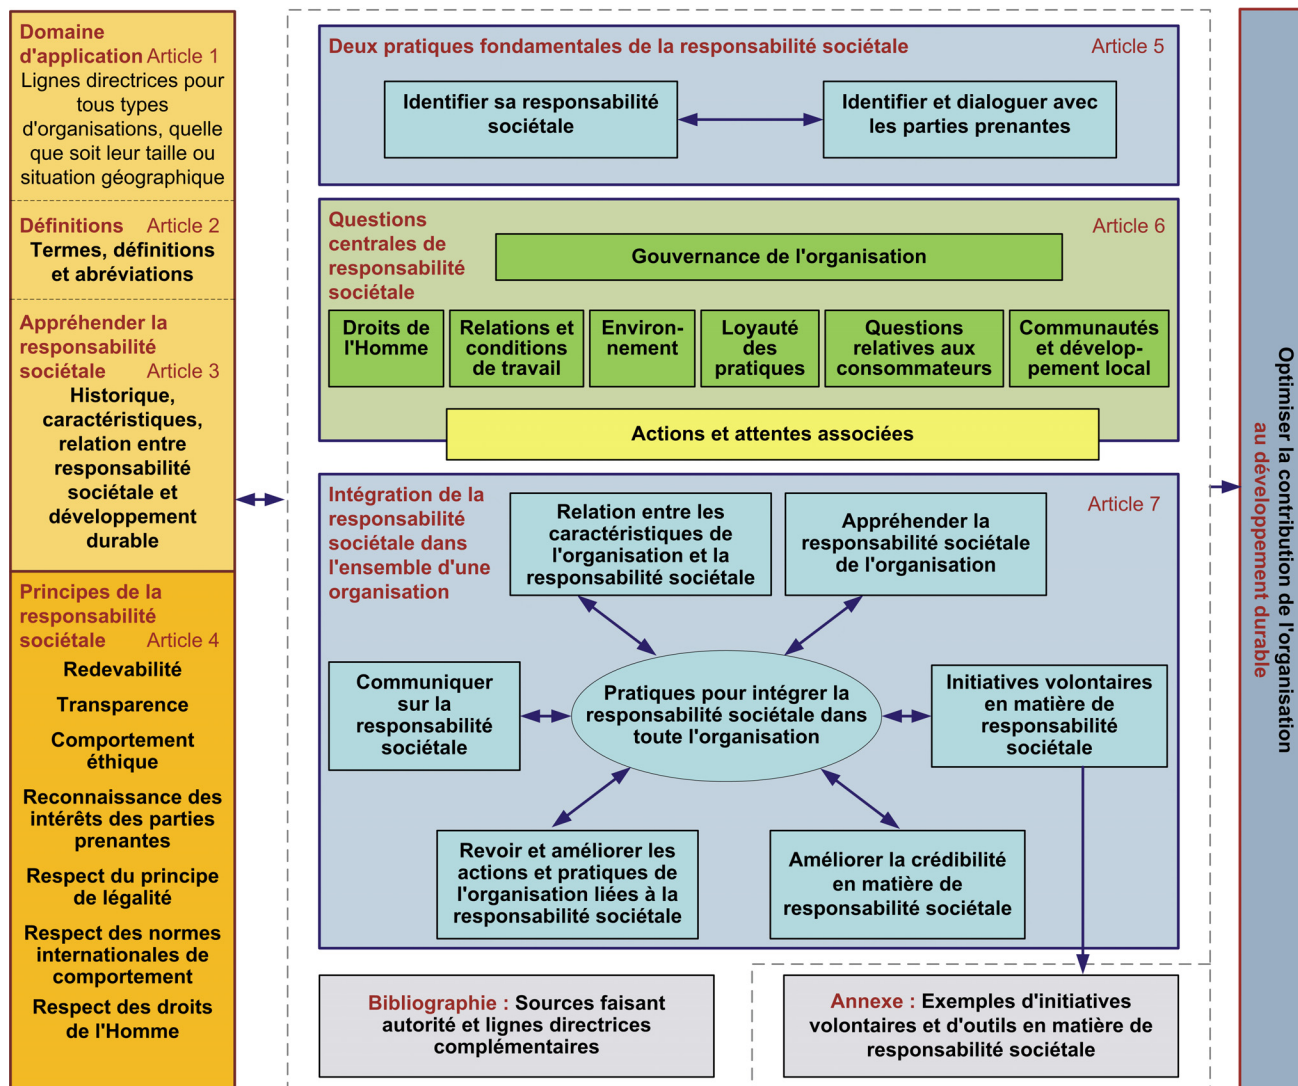 Domaine
d'application Article 1
Lignes directrices pour
tous types
d'organisations, quelle
que soit leur taille ou
situation géographique
Définitions Article 2
Termes, définitions
et abréviations
Appréhender la
responsabilité
sociétale Article 3
Historique,
caractéristiques,
relation entre
responsabilité
sociétale et
développement
durable
Principes de la
responsabilité
sociétale Article 4
Redevabilité
Transparence
Comportement
éthique
Reconnaissance des
intérêts des parties
prenantes
Respect du principe
de légalité
Respect des normes
internationales de
comportement
Respect des droits
de l'Homme
Deux pratiques fondamentales de la responsabilité sociétale Article 5
Identifier sa responsabilité
sociétale
Identifier et dialoguer avec
les parties prenantes
Questions
centrales de
responsabilité
sociétale
Article 6
Gouvernance de l'organisation
Droits de
l'Homme
Relations et
conditions
de travail
Environ-
nement
Loyauté
des
pratiques
Questions
relatives aux
consommateurs
Communautés
et dévelop-
pement local
Actions et attentes associées
Intégration de la
responsabilité
sociétale dans
l'ensemble d'une
organisation
Article 7
Relation entre les
caractéristiques de
l'organisation et la
responsabilité sociétale
Appréhender la
responsabilité sociétale
de l'organisation
Communiquer
sur la
responsabilité
sociétale
Pratiques pour intégrer la
responsabilité sociétale dans
toute l'organisation
Initiatives volontaires
en matière de
responsabilité
sociétale
Revoir et améliorer les
actions et pratiques de
l'organisation liées à la
responsabilité sociétale
Améliorer la crédibilité
en matière de
responsabilité sociétale
Bibliographie : Sources faisant
autorité et lignes directrices
complémentaires
Annexe : Exemples d'initiatives
volontaires et d'outils en matière de
responsabilité sociétale
Optimiser la contribution de l'organisation
au développement durable